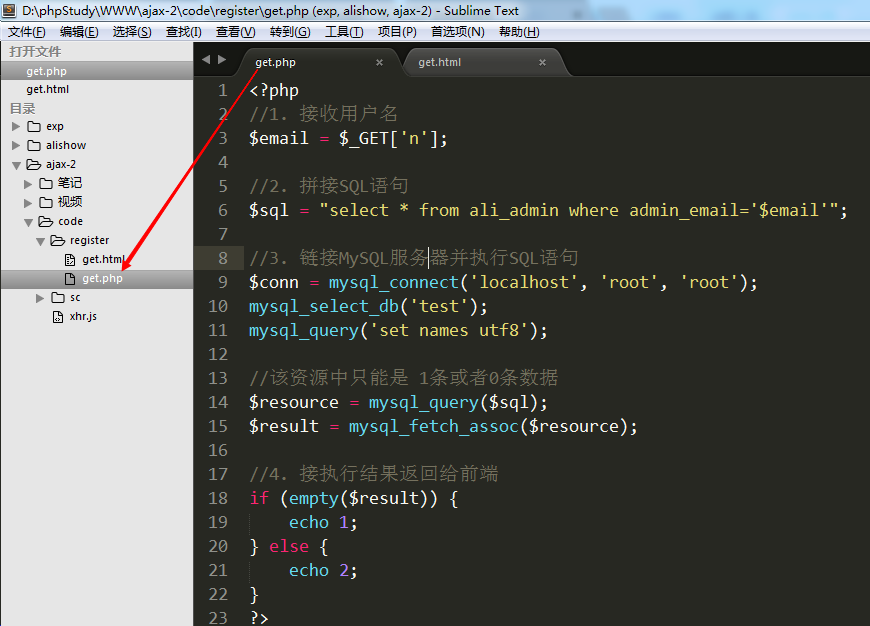 D:\phpStudy\WWW\ajax-2\code\register\get.php (exp, alishow, ajax-2) - Sublime Text
文件(F) 编辑(E) 选择(S) 查找(I) 查看(V) 转到(G) 工具(T) 项目(P) 首选项(N) 帮助(H)
打开文件
get.php
get.html
目录
exp
alishow
ajax-2
笔记
视频
code
register
get.html
get.php
sc
xhr.js
get.php × get.html ×
1 <?php
2 //1. 接收用户名
3 $email = $_GET['n'];
4
5 //2. 拼接SQL语句
6 $sql = "select * from ali_admin where admin_email='$email'";
7
8 //3. 链接MySQL服务器并执行SQL语句
9 $conn = mysql_connect('localhost', 'root', 'root');
10 mysql_select_db('test');
11 mysql_query('set names utf8');
12
13 //该资源中只能是 1条或者0条数据
14 $resource = mysql_query($sql);
15 $result = mysql_fetch_assoc($resource);
16
17 //4. 接执行结果返回给前端
18 if (empty($result)) {
19 echo 1;
20 } else {
21 echo 2;
22 }
23 ?>